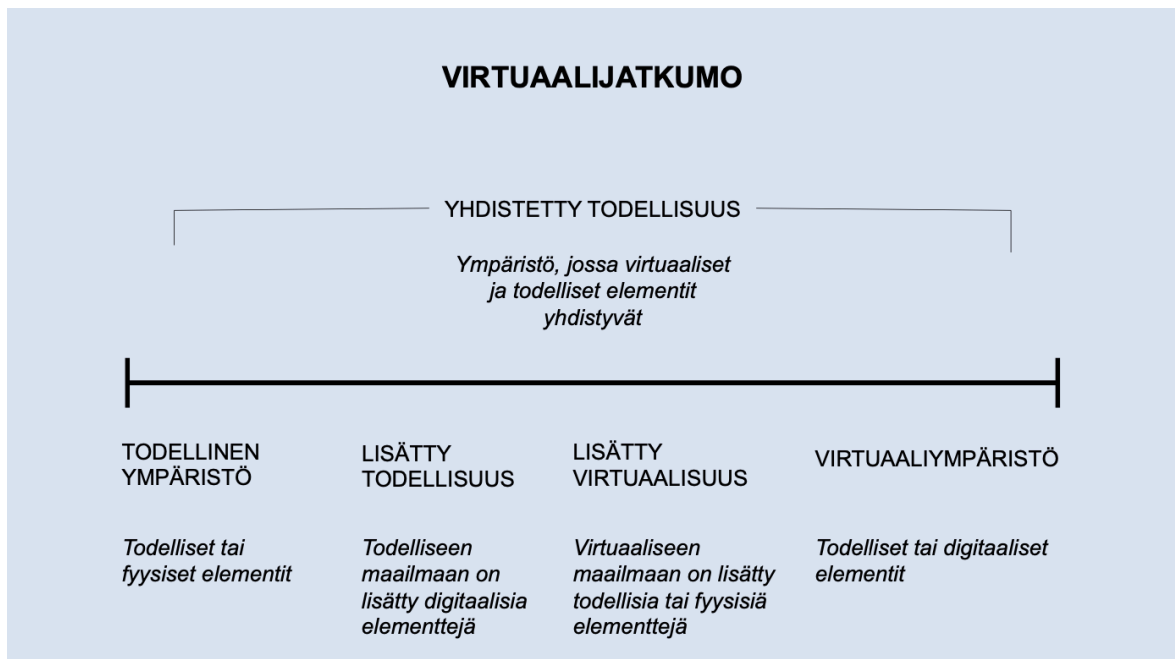 VIRTUAALIJATKUMO
YHDISTETTY TODELLISUUS
Ympäristö, jossa virtuaaliset
ja todelliset elementit
yhdistyvät
TODELLINEN
YMPÄRISTÖ
Todelliset tai
fyysiset elementit
LISÄTTY
TODELLISUUS
Todelliseen
maailmaan on
lisätty digitaalisia
elementtejä
LISÄTTY
VIRTUAALISUUS
Virtuaaliseen
maailmaan on lisätty
todellisia tai fyysisiä
elementtejä
VIRTUAALIYMPÄRISTÖ
Todelliset tai digitaaliset
elementit